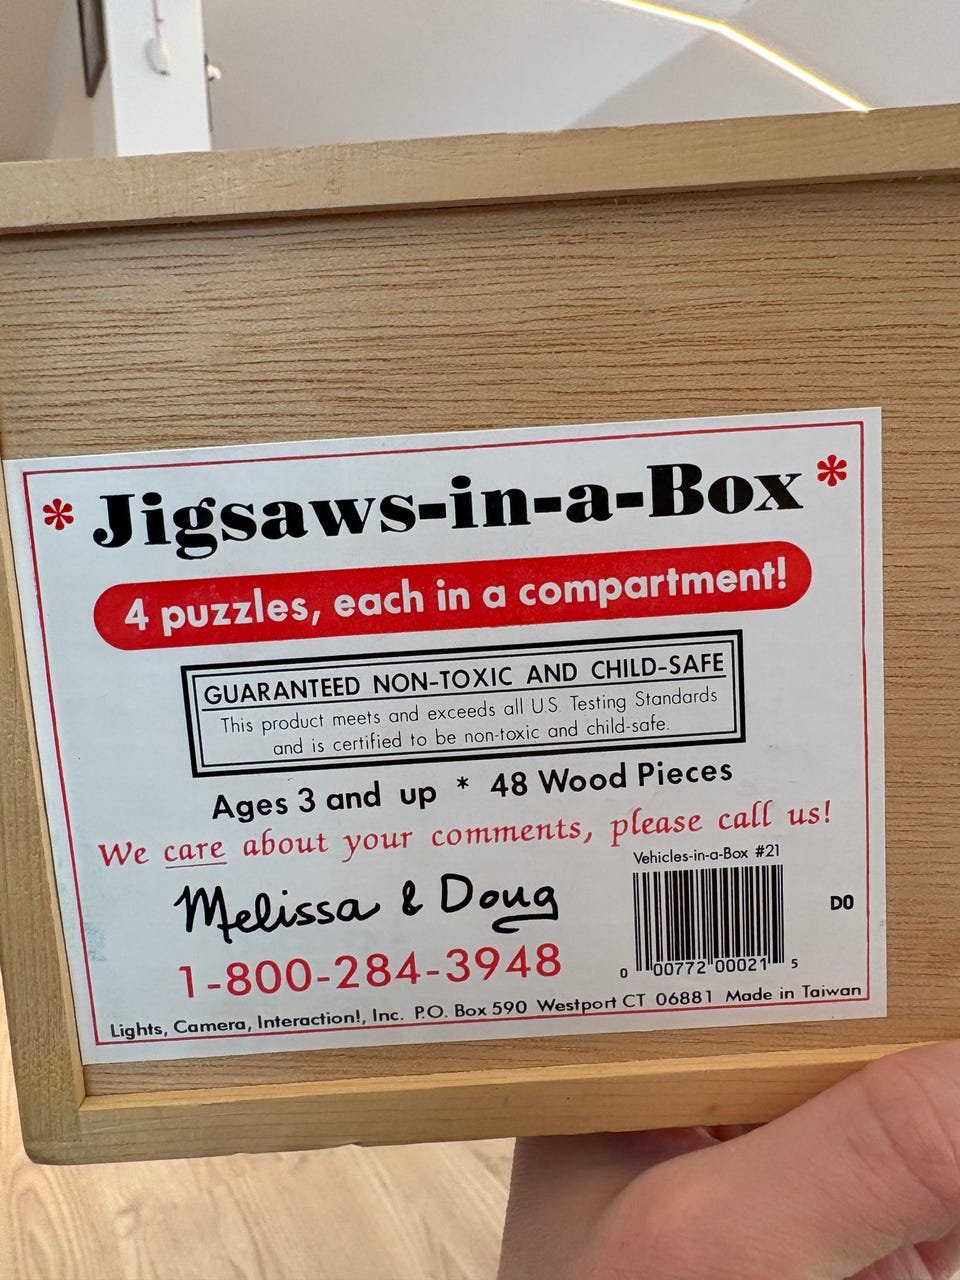 * Jigsaws-in-a-Box *
4 puzzles, each in a compartment!
GUARANTEED NON-TOXIC AND CHILD-SAFE
This product meets and exceeds all U.S. Testing Standards
and is certified to be non-toxic and child-safe.
Ages 3 and up * 48 Wood Pieces
We care about your comments, please call us!
Vehicles-in-a-Box #21
Melissa & Doug
DO
1-800-284-3948
0 00772 00021 5
Lights, Camera, Interaction!, Inc. P.O. Box 590 Westport CT 06881 Made in Taiwan